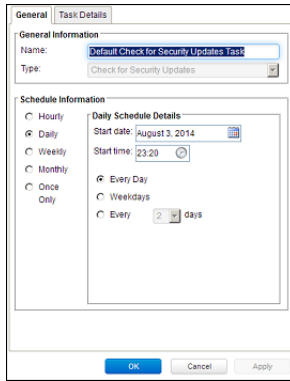 General Task Details
General Information
Name: Default Check for Security Updates Task
Type: Check for Security Updates
Schedule Information
Hourly
Daily
Weekly
Monthly
Once
Only
Daily Schedule Details
Start date: August 3, 2014
Start time: 23:20
Every Day
Weekdays
Every 2 days
OK Cancel Apply